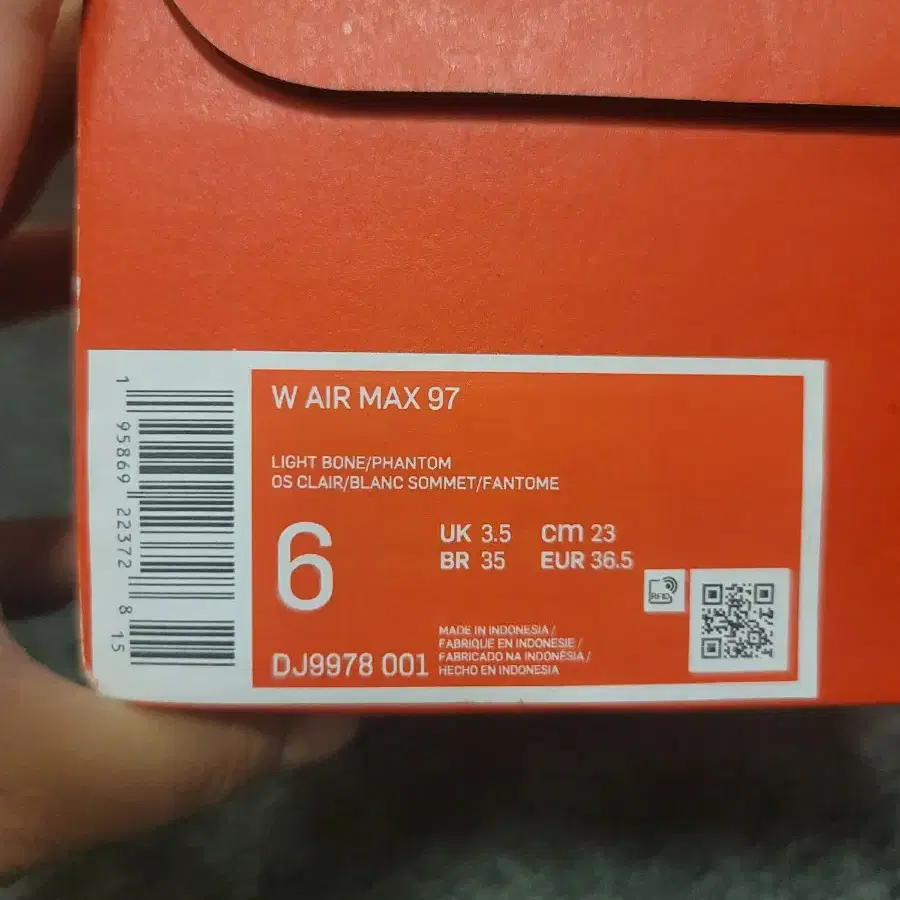 W AIR MAX 97
LIGHT BONE/PHANTOM
OS CLAIR/BLANC SOMMET/FANTOME
6
UK 3.5 cm 23
BR 35 EUR 36.5
DJ9978 001
MADE IN INDONESIA /
FABRIQUE EN INDONESIE /
FABRICADO NA INDONÉSIA /
HECHO EN INDONESIA
RFID
1 95869 22372 8 15